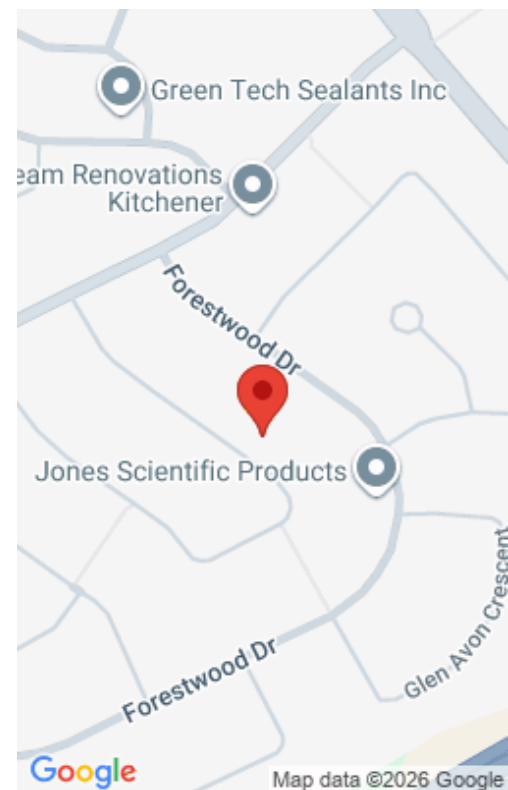 Green Tech Sealants Inc
eam Renovations
Kitchener
Forestwood Dr
Jones Scientific Products
Glen Avon Crescent
Forestwood Dr
Google
Map data ©2026 Google